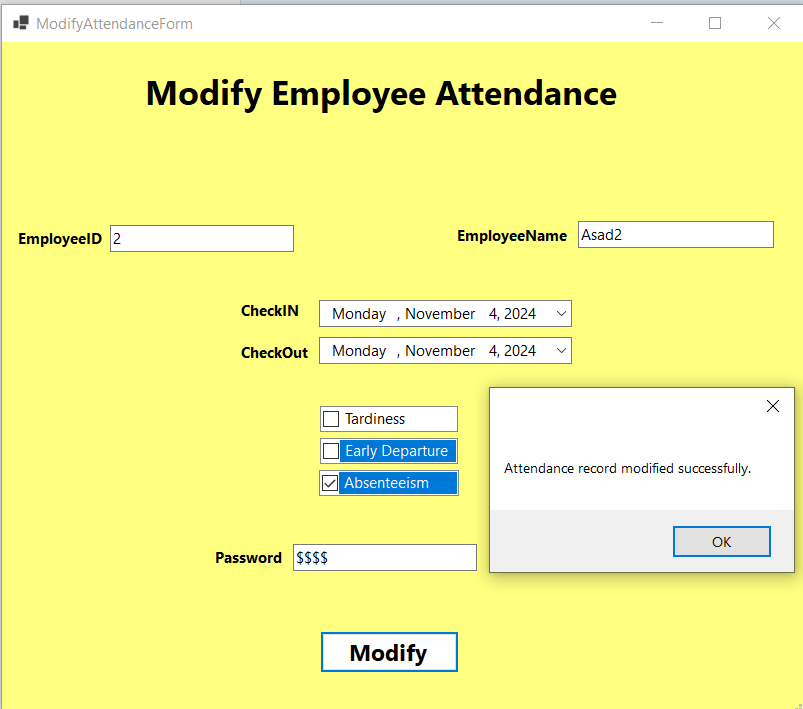 ModifyAttendanceForm
Modify Employee Attendance
EmployeeID 2
EmployeeName Asad2
CheckIN Monday , November 4, 2024
CheckOut Monday , November 4, 2024
Tardiness
Early Departure
Absenteeism
Attendance record modified successfully.
OK
Password $$$$
Modify